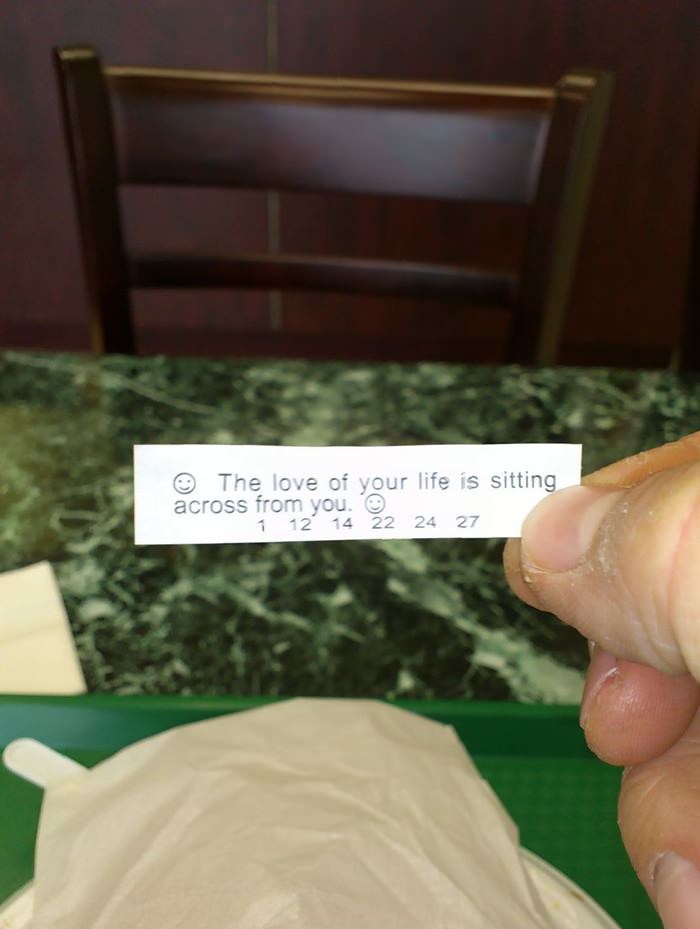 ☺ The love of your life is sitting
across from you. ☺
1 12 14 22 24 27